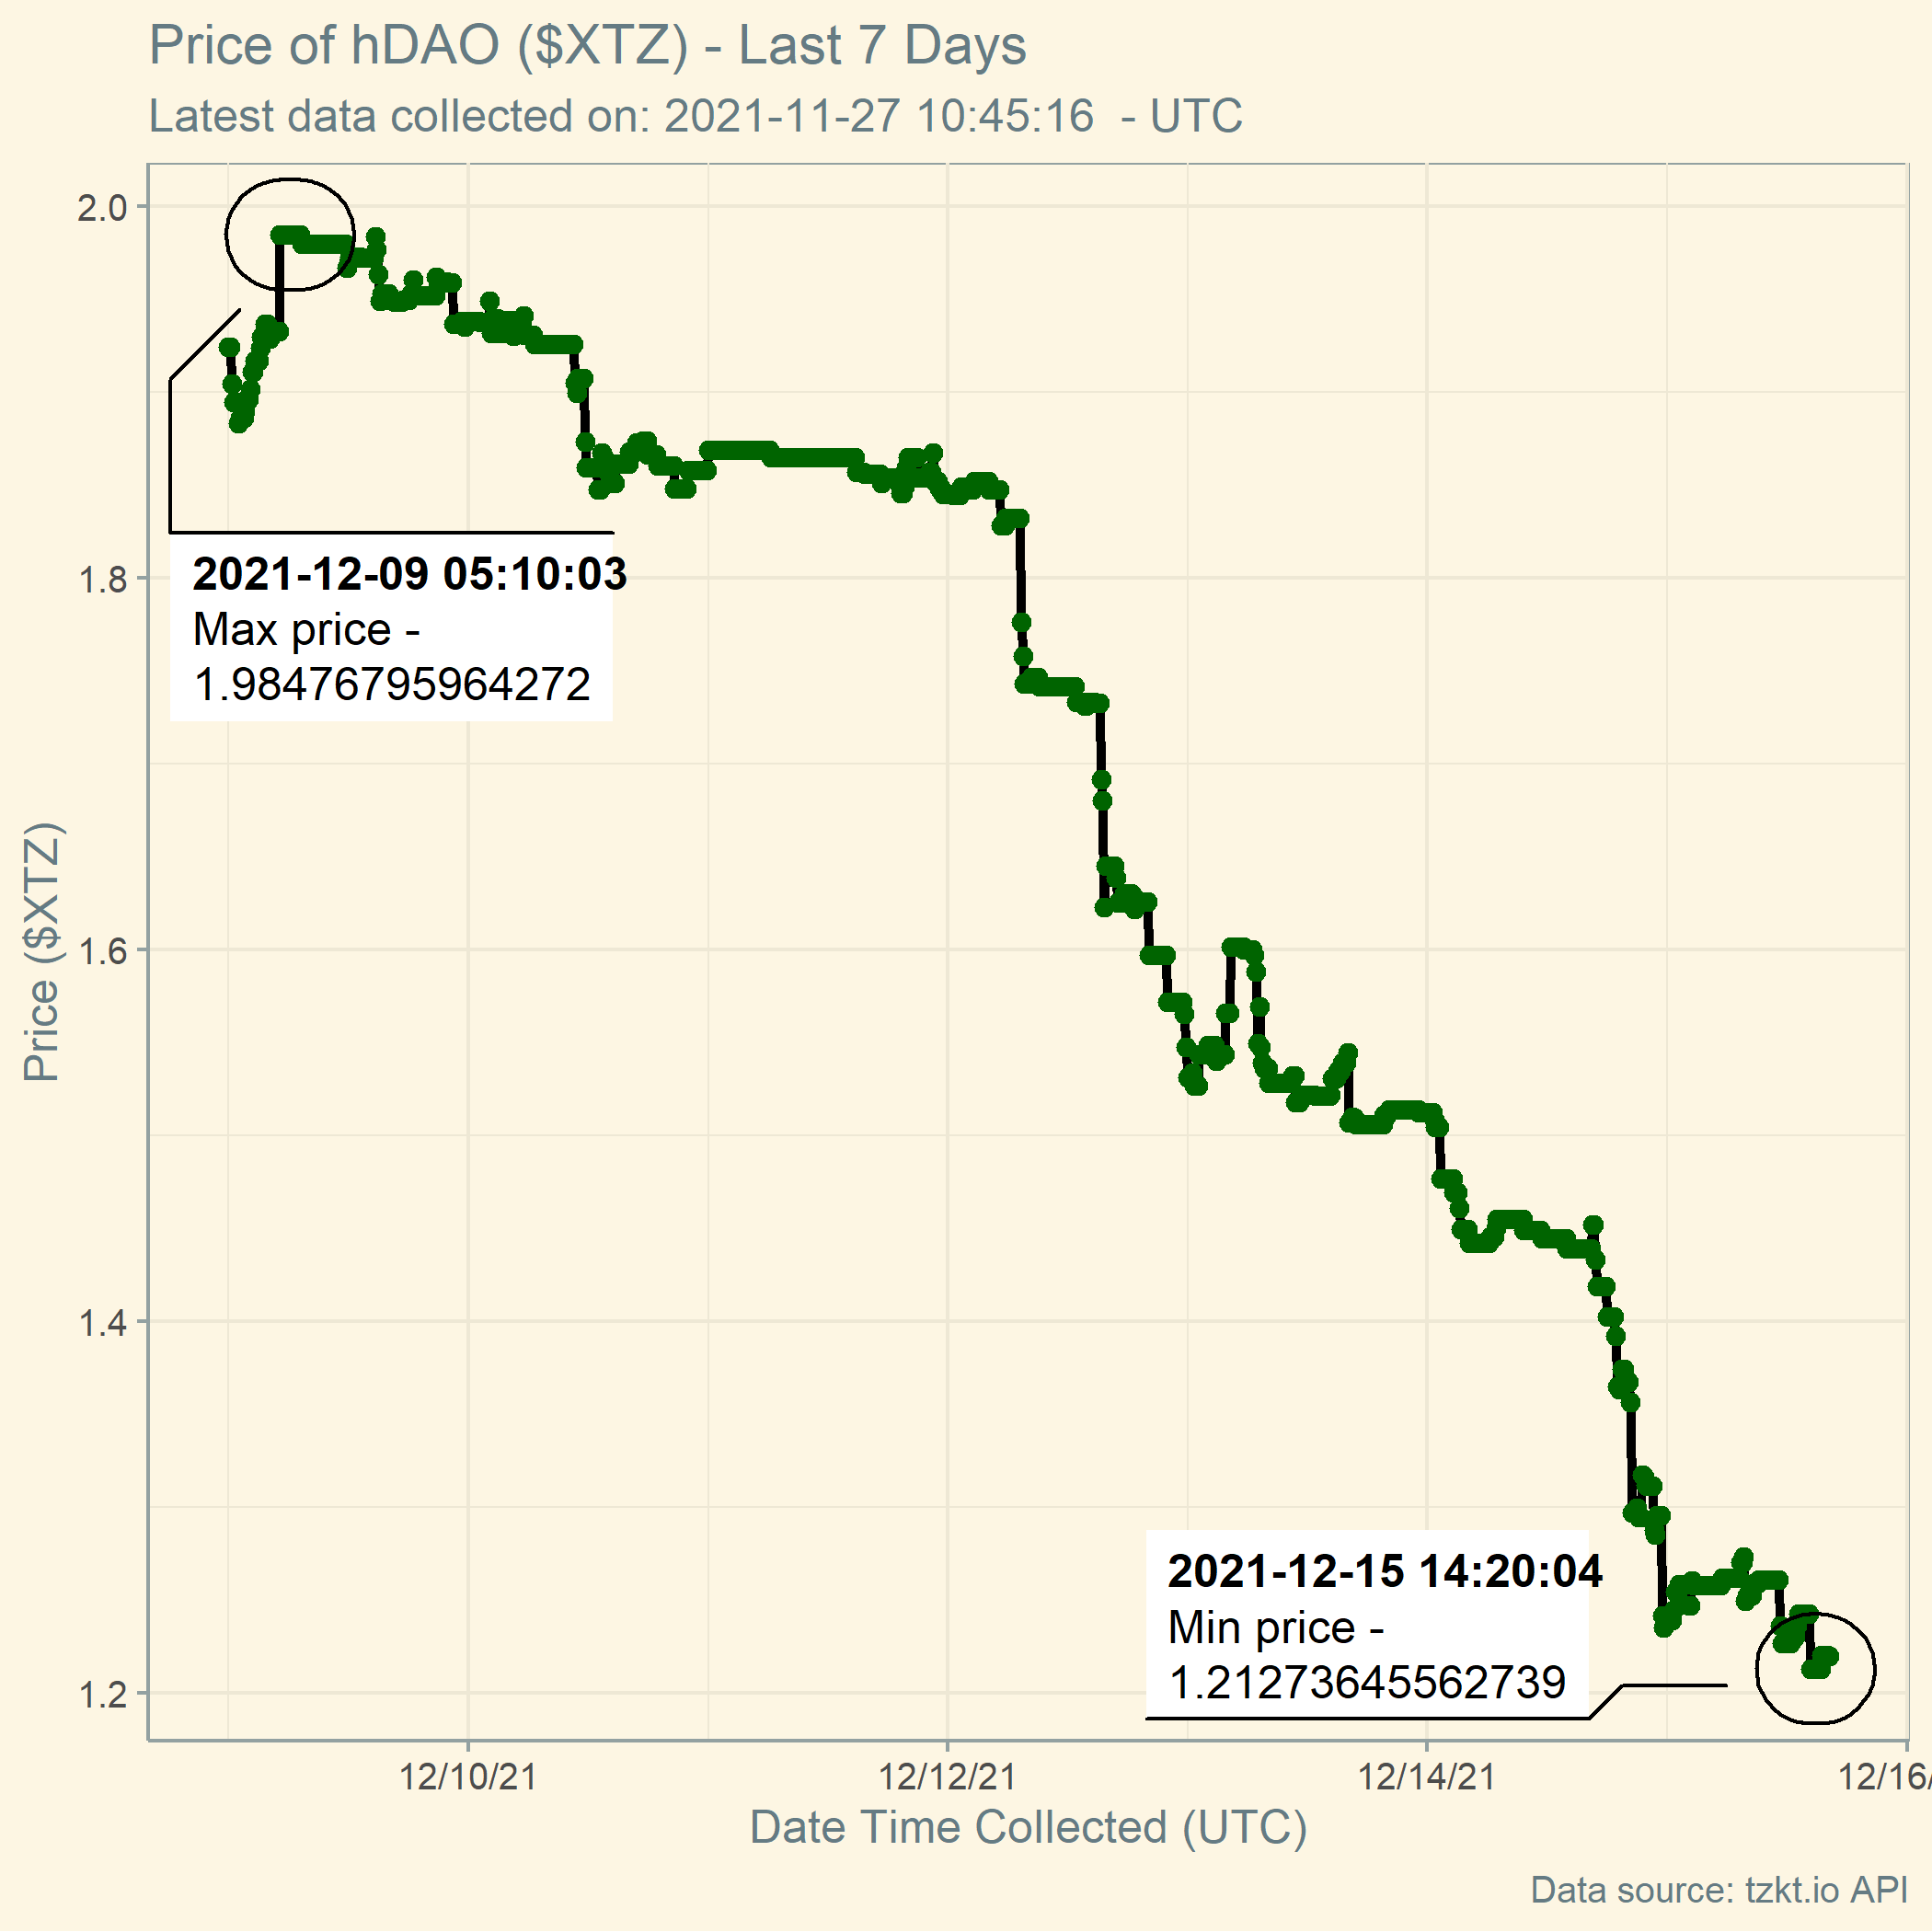 Price of hDAO ($XTZ) - Last 7 Days
Latest data collected on: 2021-11-27 10:45:16  - UTC
2.0
1.8
1.6
1.4
1.2
Price ($XTZ)
2021-12-09 05:10:03
Max price -
1.98476795964272
2021-12-15 14:20:04
Min price -
1.21273645562739
12/10/21
12/12/21
12/14/21
12/16/
Date Time Collected (UTC)
Data source: tzkt.io API